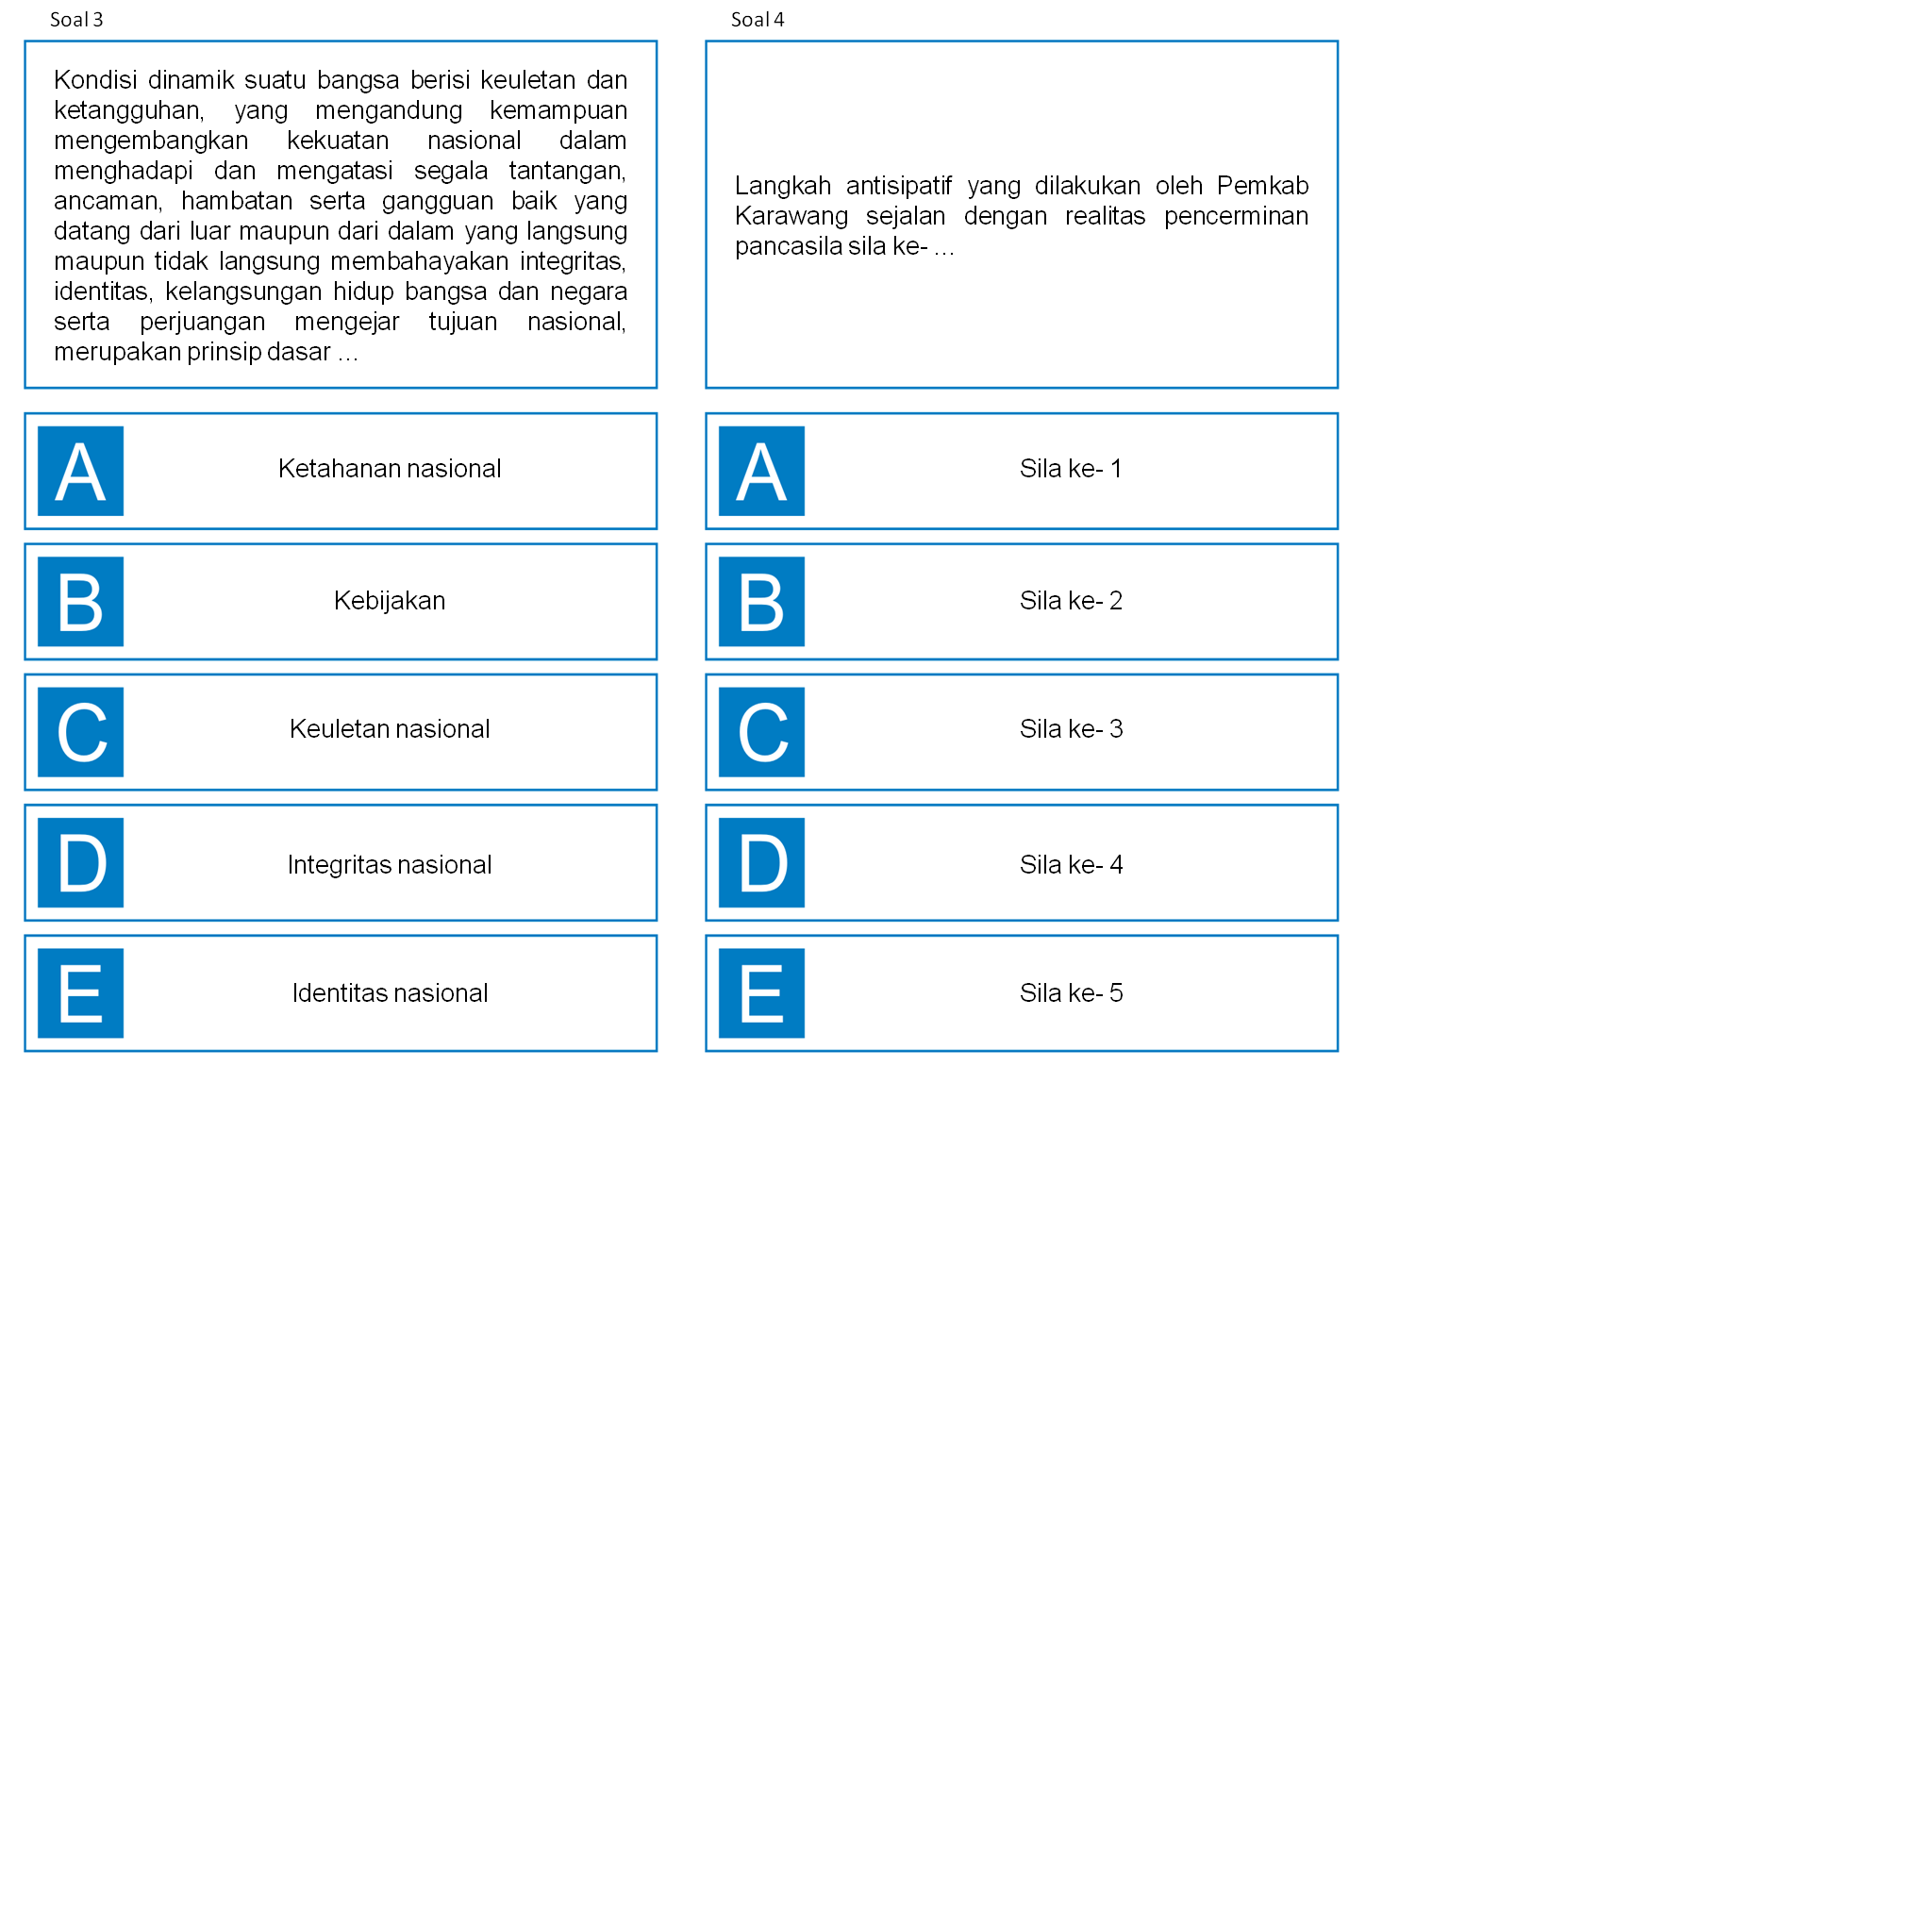 Soal 3
Kondisi dinamik suatu bangsa berisi keuletan dan
ketangguhan, yang mengandung kemampuan
mengembangkan kekuatan nasional dalam
menghadapi dan mengatasi segala tantangan,
ancaman, hambatan serta gangguan baik yang
datang dari luar maupun dari dalam yang langsung
maupun tidak langsung membahayakan integritas,
identitas, kelangsungan hidup bangsa dan negara
serta perjuangan mengejar tujuan nasional,
merupakan prinsip dasar ...
A Ketahanan nasional
B Kebijakan
C Keuletan nasional
D Integritas nasional
E Identitas nasional
Soal 4
Langkah antisipatif yang dilakukan oleh Pemkab
Karawang sejalan dengan realitas pencerminan
pancasila sila ke- ...
A Sila ke- 1
B Sila ke- 2
C Sila ke- 3
D Sila ke- 4
E Sila ke- 5